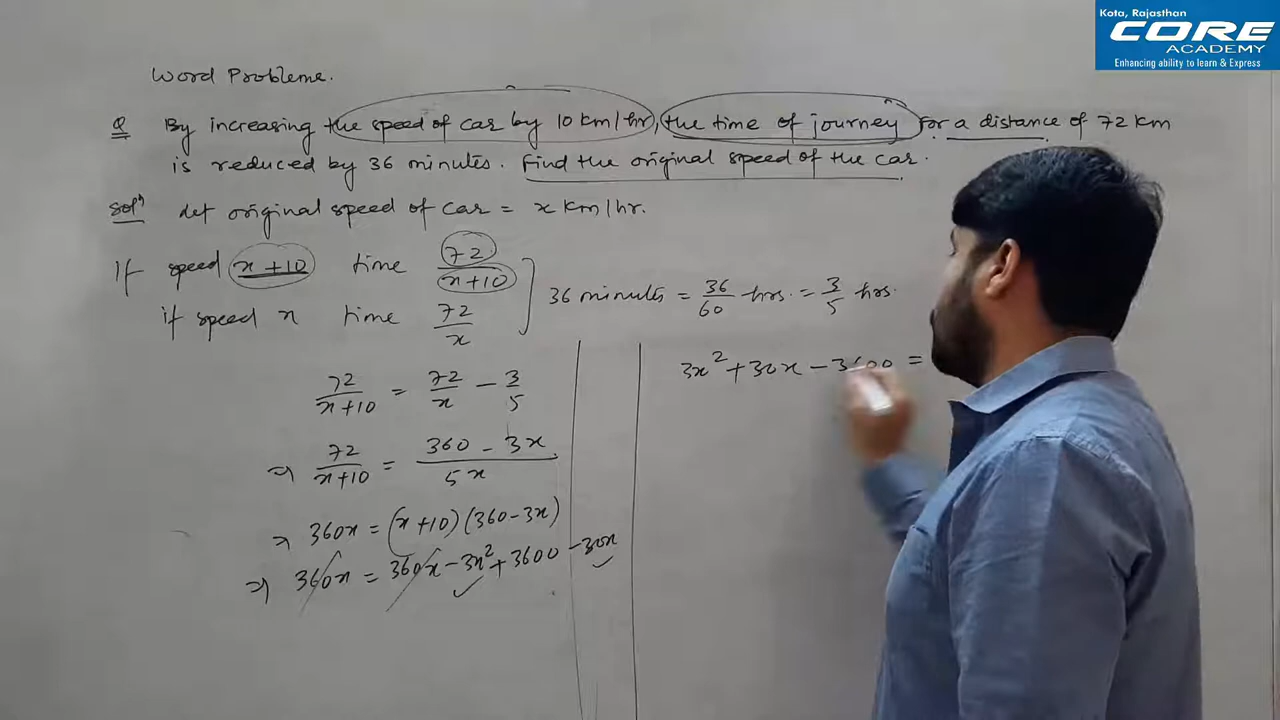 Kota, Rajasthan
CORE
ACADEMY
Enhancing ability to learn & Express
Word Probleme.
Q By increasing the speed of car by 10 km/hr, the time of journey for a distance of 72 km
is reduced by 36 minutes. Find the original speed of the car.
Solⁿ Let original speed of car = x km/hr.
If speed x+10 time 72/(x+10)
if speed x time 72/x
36 minutes = 36/60 hrs. = 3/5 hrs.
72/(x+10) = 72/x - 3/5
⇒ 72/(x+10) = (360 - 3x)/5x
⇒ 360x = (x+10)(360-3x)
⇒ 360x = 360x - 3x² + 3600 - 30x
3x² + 30x - 3600 =